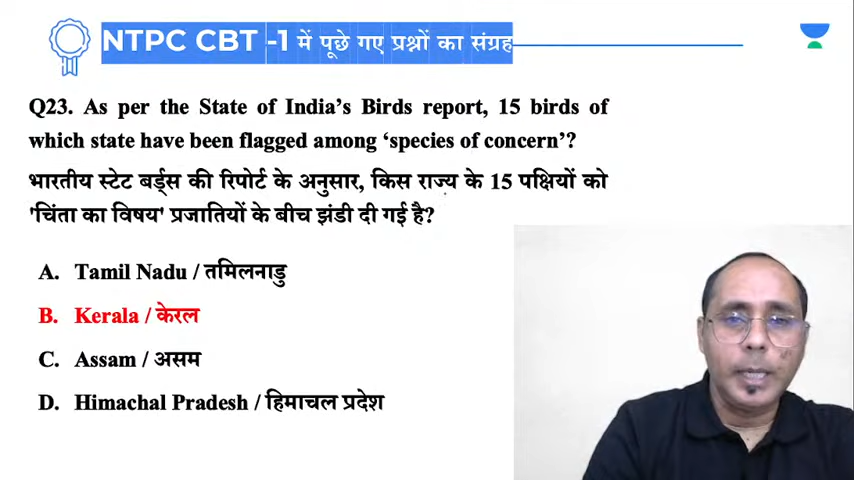 NTPC CBT -1 में पूछे गए प्रश्नों का संग्रह
Q23. As per the State of India's Birds report, 15 birds of
which state have been flagged among 'species of concern'?
भारतीय स्टेट बर्ड्स की रिपोर्ट के अनुसार, किस राज्य के 15 पक्षियों को
'चिंता का विषय' प्रजातियों के बीच झंडी दी गई है?
A. Tamil Nadu / तमिलनाडु
B. Kerala / केरल
C. Assam / असम
D. Himachal Pradesh / हिमाचल प्रदेश